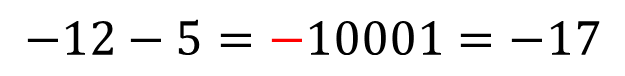 −12 − 5 = −10001 = −17